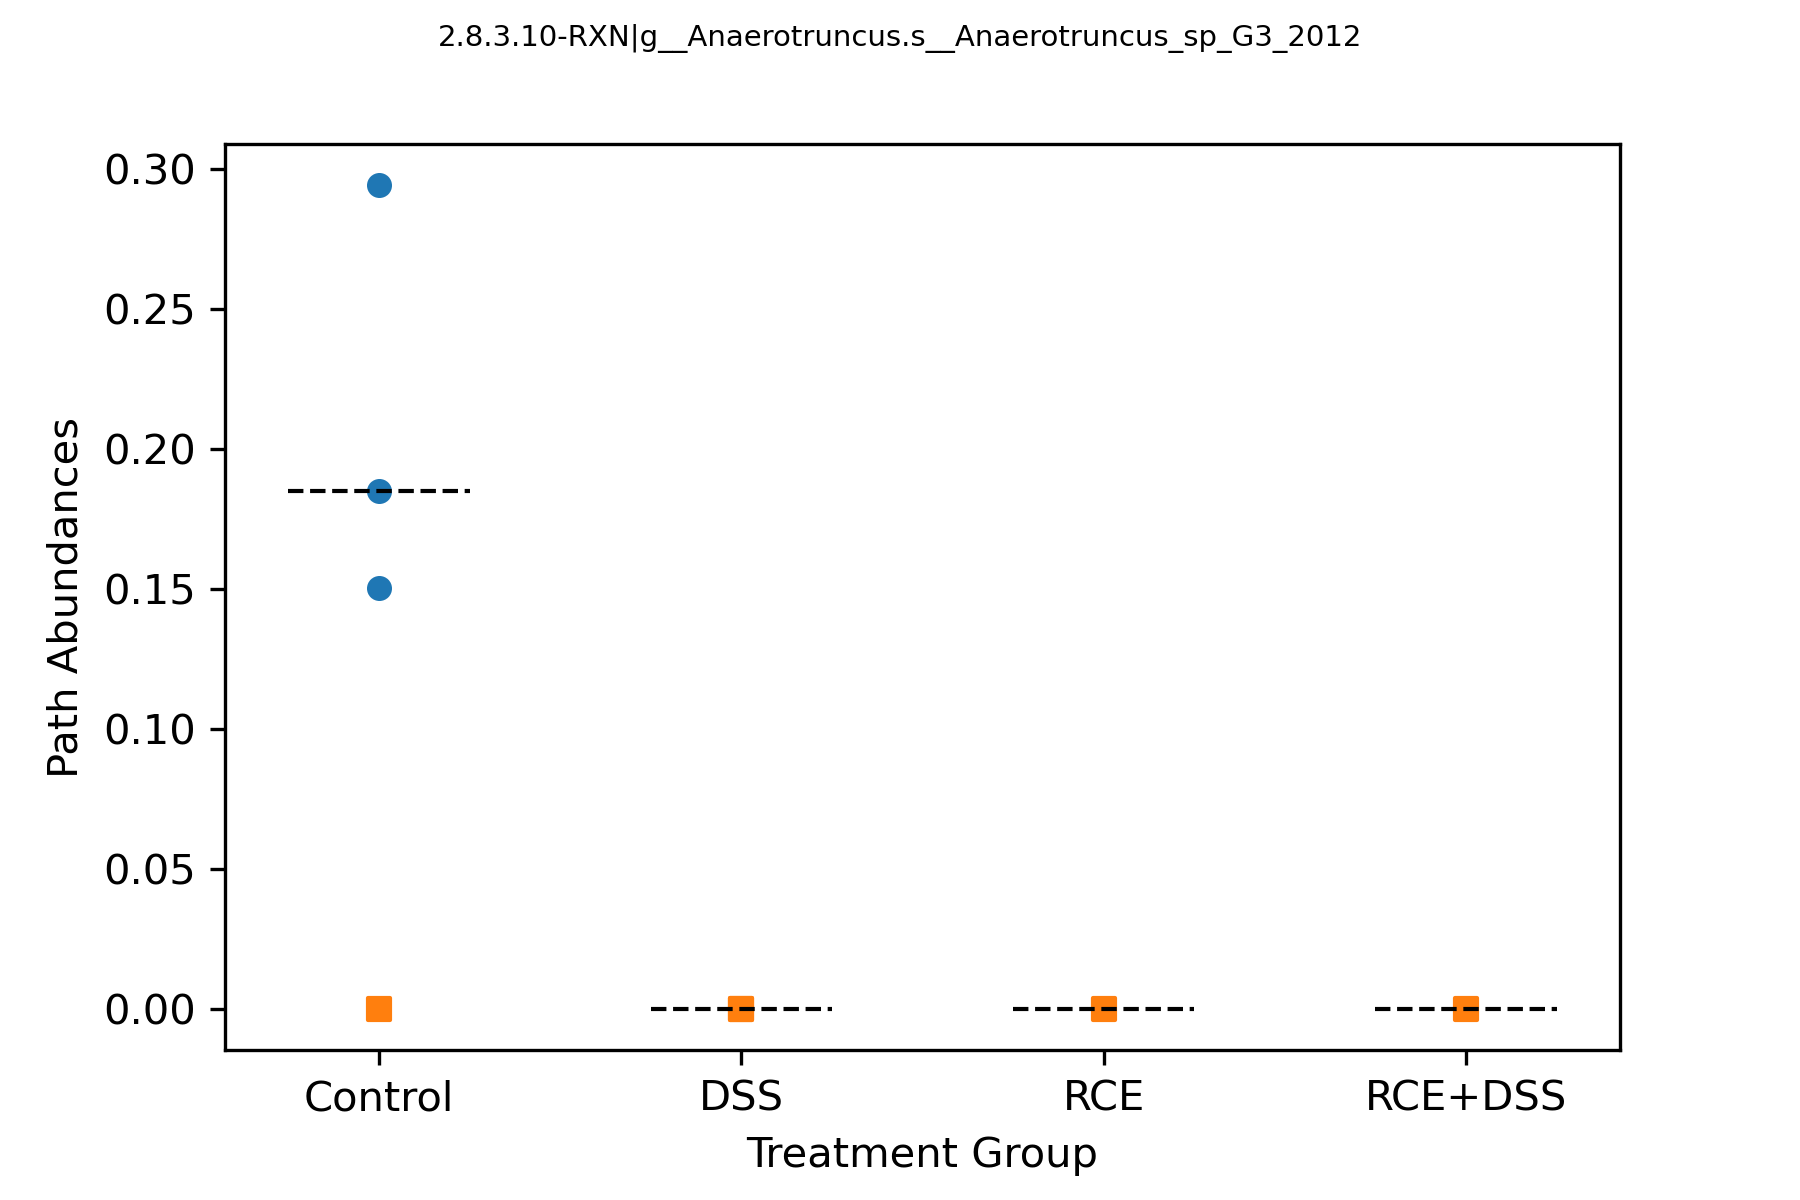 2.8.3.10-RXN|g__Anaerotruncus.s__Anaerotruncus_sp_G3_2012
0.30
0.25
0.20
0.15
0.10
0.05
0.00
Path Abundances
Control DSS RCE RCE+DSS
Treatment Group